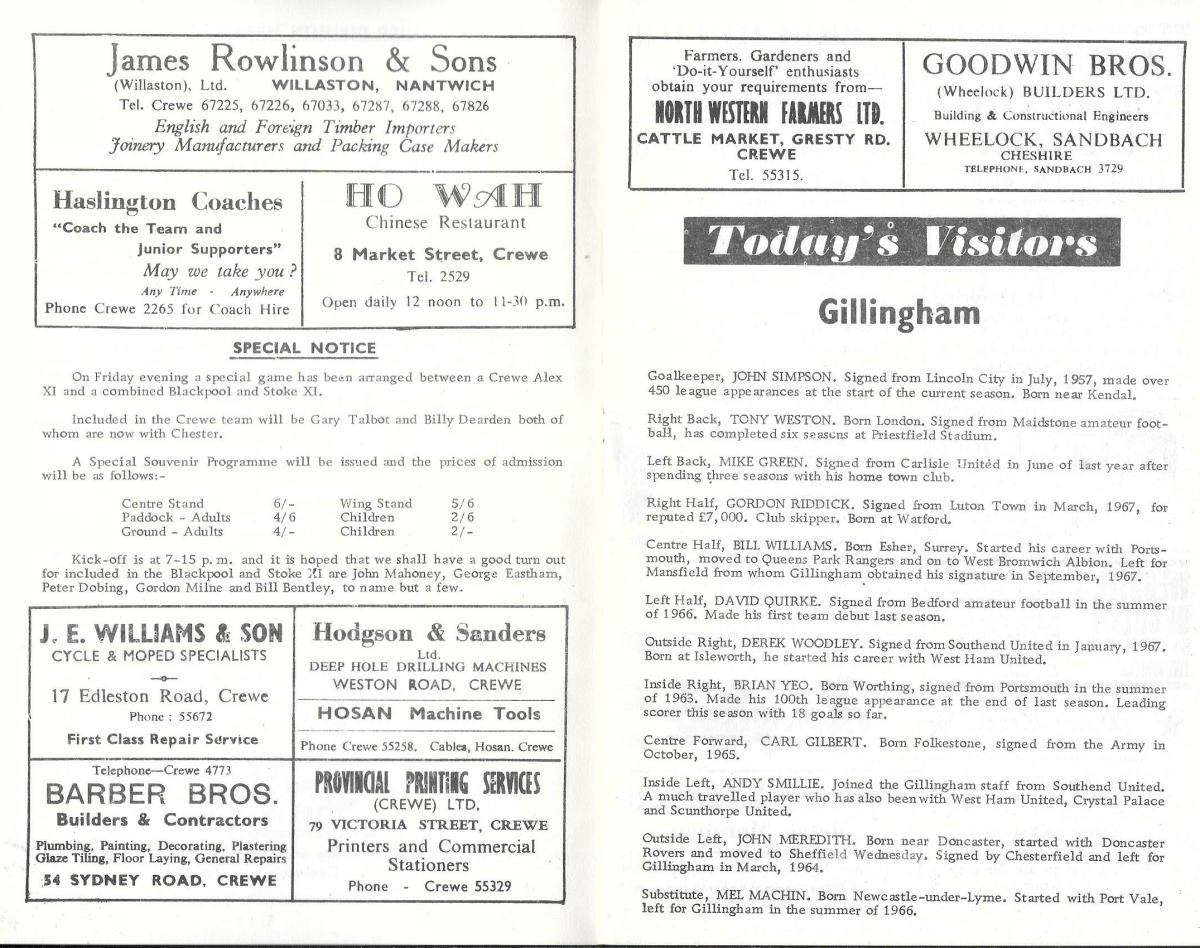 James Rowlinson & Sons
(Willaston), Ltd. WILLASTON, NANTWICH
Tel. Crewe 67225, 67226, 67033, 67287, 67288, 67826
English and Foreign Timber Importers
Joinery Manufacturers and Packing Case Makers
Haslington Coaches
"Coach the Team and
Junior Supporters"
May we take you ?
Any Time - Anywhere
Phone Crewe 2265 for Coach Hire
HO WAH
Chinese Restaurant
8 Market Street, Crewe
Tel. 2529
Open daily 12 noon to 11-30 p.m.
SPECIAL NOTICE
On Friday evening a special game has been arranged between a Crewe Alex
XI and a combined Blackpool and Stoke XI.
Included in the Crewe team will be Gary Talbot and Billy Dearden both of
whom are now with Chester.
A Special Souvenir Programme will be issued and the prices of admission
will be as follows:-
Centre Stand 6/- Wing Stand 5/6
Paddock - Adults 4/6 Children 2/6
Ground - Adults 4/- Children 2/-
Kick-off is at 7-15 p.m. and it is hoped that we shall have a good turn out
for included in the Blackpool and Stoke XI are John Mahoney, George Eastham,
Peter Dobing, Gordon Milne and Bill Bentley, to name but a few.
J. E. WILLIAMS & SON
CYCLE & MOPED SPECIALISTS
17 Edleston Road, Crewe
Phone : 55672
First Class Repair Service
Hodgson & Sanders
Ltd.
DEEP HOLE DRILLING MACHINES
WESTON ROAD, CREWE
HOSAN Machine Tools
Phone Crewe 55258. Cables, Hosan. Crewe
Telephone—Crewe 4773
BARBER BROS.
Builders & Contractors
Plumbing, Painting, Decorating, Plastering
Glaze Tiling, Floor Laying, General Repairs
54 SYDNEY ROAD, CREWE
PROVINCIAL PRINTING SERVICES
(CREWE) LTD,
79 VICTORIA STREET, CREWE
Printers and Commercial
Stationers
Phone - Crewe 55329
Farmers. Gardeners and
'Do-it-Yourself' enthusiasts
obtain your requirements from—
NORTH WESTERN FARMERS LTD.
CATTLE MARKET, GRESTY RD.
CREWE
Tel. 55315.
GOODWIN BROS.
(Wheelock) BUILDERS LTD.
Building & Constructional Engineers
WHEELOCK, SANDBACH
CHESHIRE
TELEPHONE, SANDBACH 3729
Today's Visitors
Gillingham
Goalkeeper, JOHN SIMPSON. Signed from Lincoln City in July, 1957, made over
450 league appearances at the start of the current season. Born near Kendal.
Right Back, TONY WESTON. Born London. Signed from Maidstone amateur foot-
ball, has completed six seasons at Priestfield Stadium.
Left Back, MIKE GREEN. Signed from Carlisle United in June of last year after
spending three seasons with his home town club.
Right Half, GORDON RIDDICK. Signed from Luton Town in March, 1967, for
reputed £7,000. Club skipper. Born at Watford.
Centre Half, BILL WILLIAMS. Born Esher, Surrey. Started his career with Ports-
mouth, moved to Queens Park Rangers and on to West Bromwich Albion. Left for
Mansfield from whom Gillingham obtained his signature in September, 1967.
Left Half, DAVID QUIRKE. Signed from Bedford amateur football in the summer
of 1966. Made his first team debut last season.
Outside Right, DEREK WOODLEY. Signed from Southend United in January, 1967.
Born at Isleworth, he started his career with West Ham United.
Inside Right, BRIAN YEO. Born Worthing, signed from Portsmouth in the summer
of 1963. Made his 100th league appearance at the end of last season. Leading
scorer this season with 18 goals so far.
Centre Forward, CARL GILBERT. Born Folkestone, signed from the Army in
October, 1965.
Inside Left, ANDY SMILLIE. Joined the Gillingham staff from Southend United.
A much travelled player who has also been with West Ham United, Crystal Palace
and Scunthorpe United.
Outside Left, JOHN MEREDITH. Born near Doncaster, started with Doncaster
Rovers and moved to Sheffield Wednesday. Signed by Chesterfield and left for
Gillingham in March, 1964.
Substitute, MEL MACHIN. Born Newcastle-under-Lyme. Started with Port Vale,
left for Gillingham in the summer of 1966.